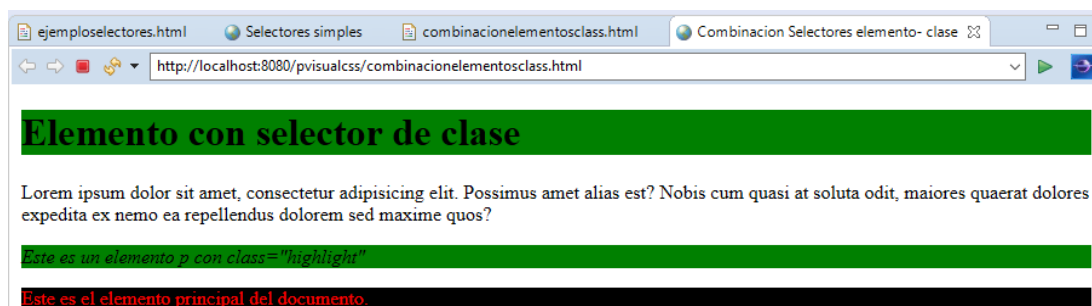 ejemploselectores.html
Selectores simples
combinacionelementosclass.html
Combinacion Selectores elemento- clase
http://localhost:8080/pvisualcss/combinacionelementosclass.html
Elemento con selector de clase
Lorem ipsum dolor sit amet, consectetur adipisicing elit. Possimus amet alias est? Nobis cum quasi at soluta odit, maiores quaerat dolores
expedita ex nemo ea repellendus dolorem sed maxime quos?
Este es un elemento p con class="highlight"
Este es el elemento principal del documento.